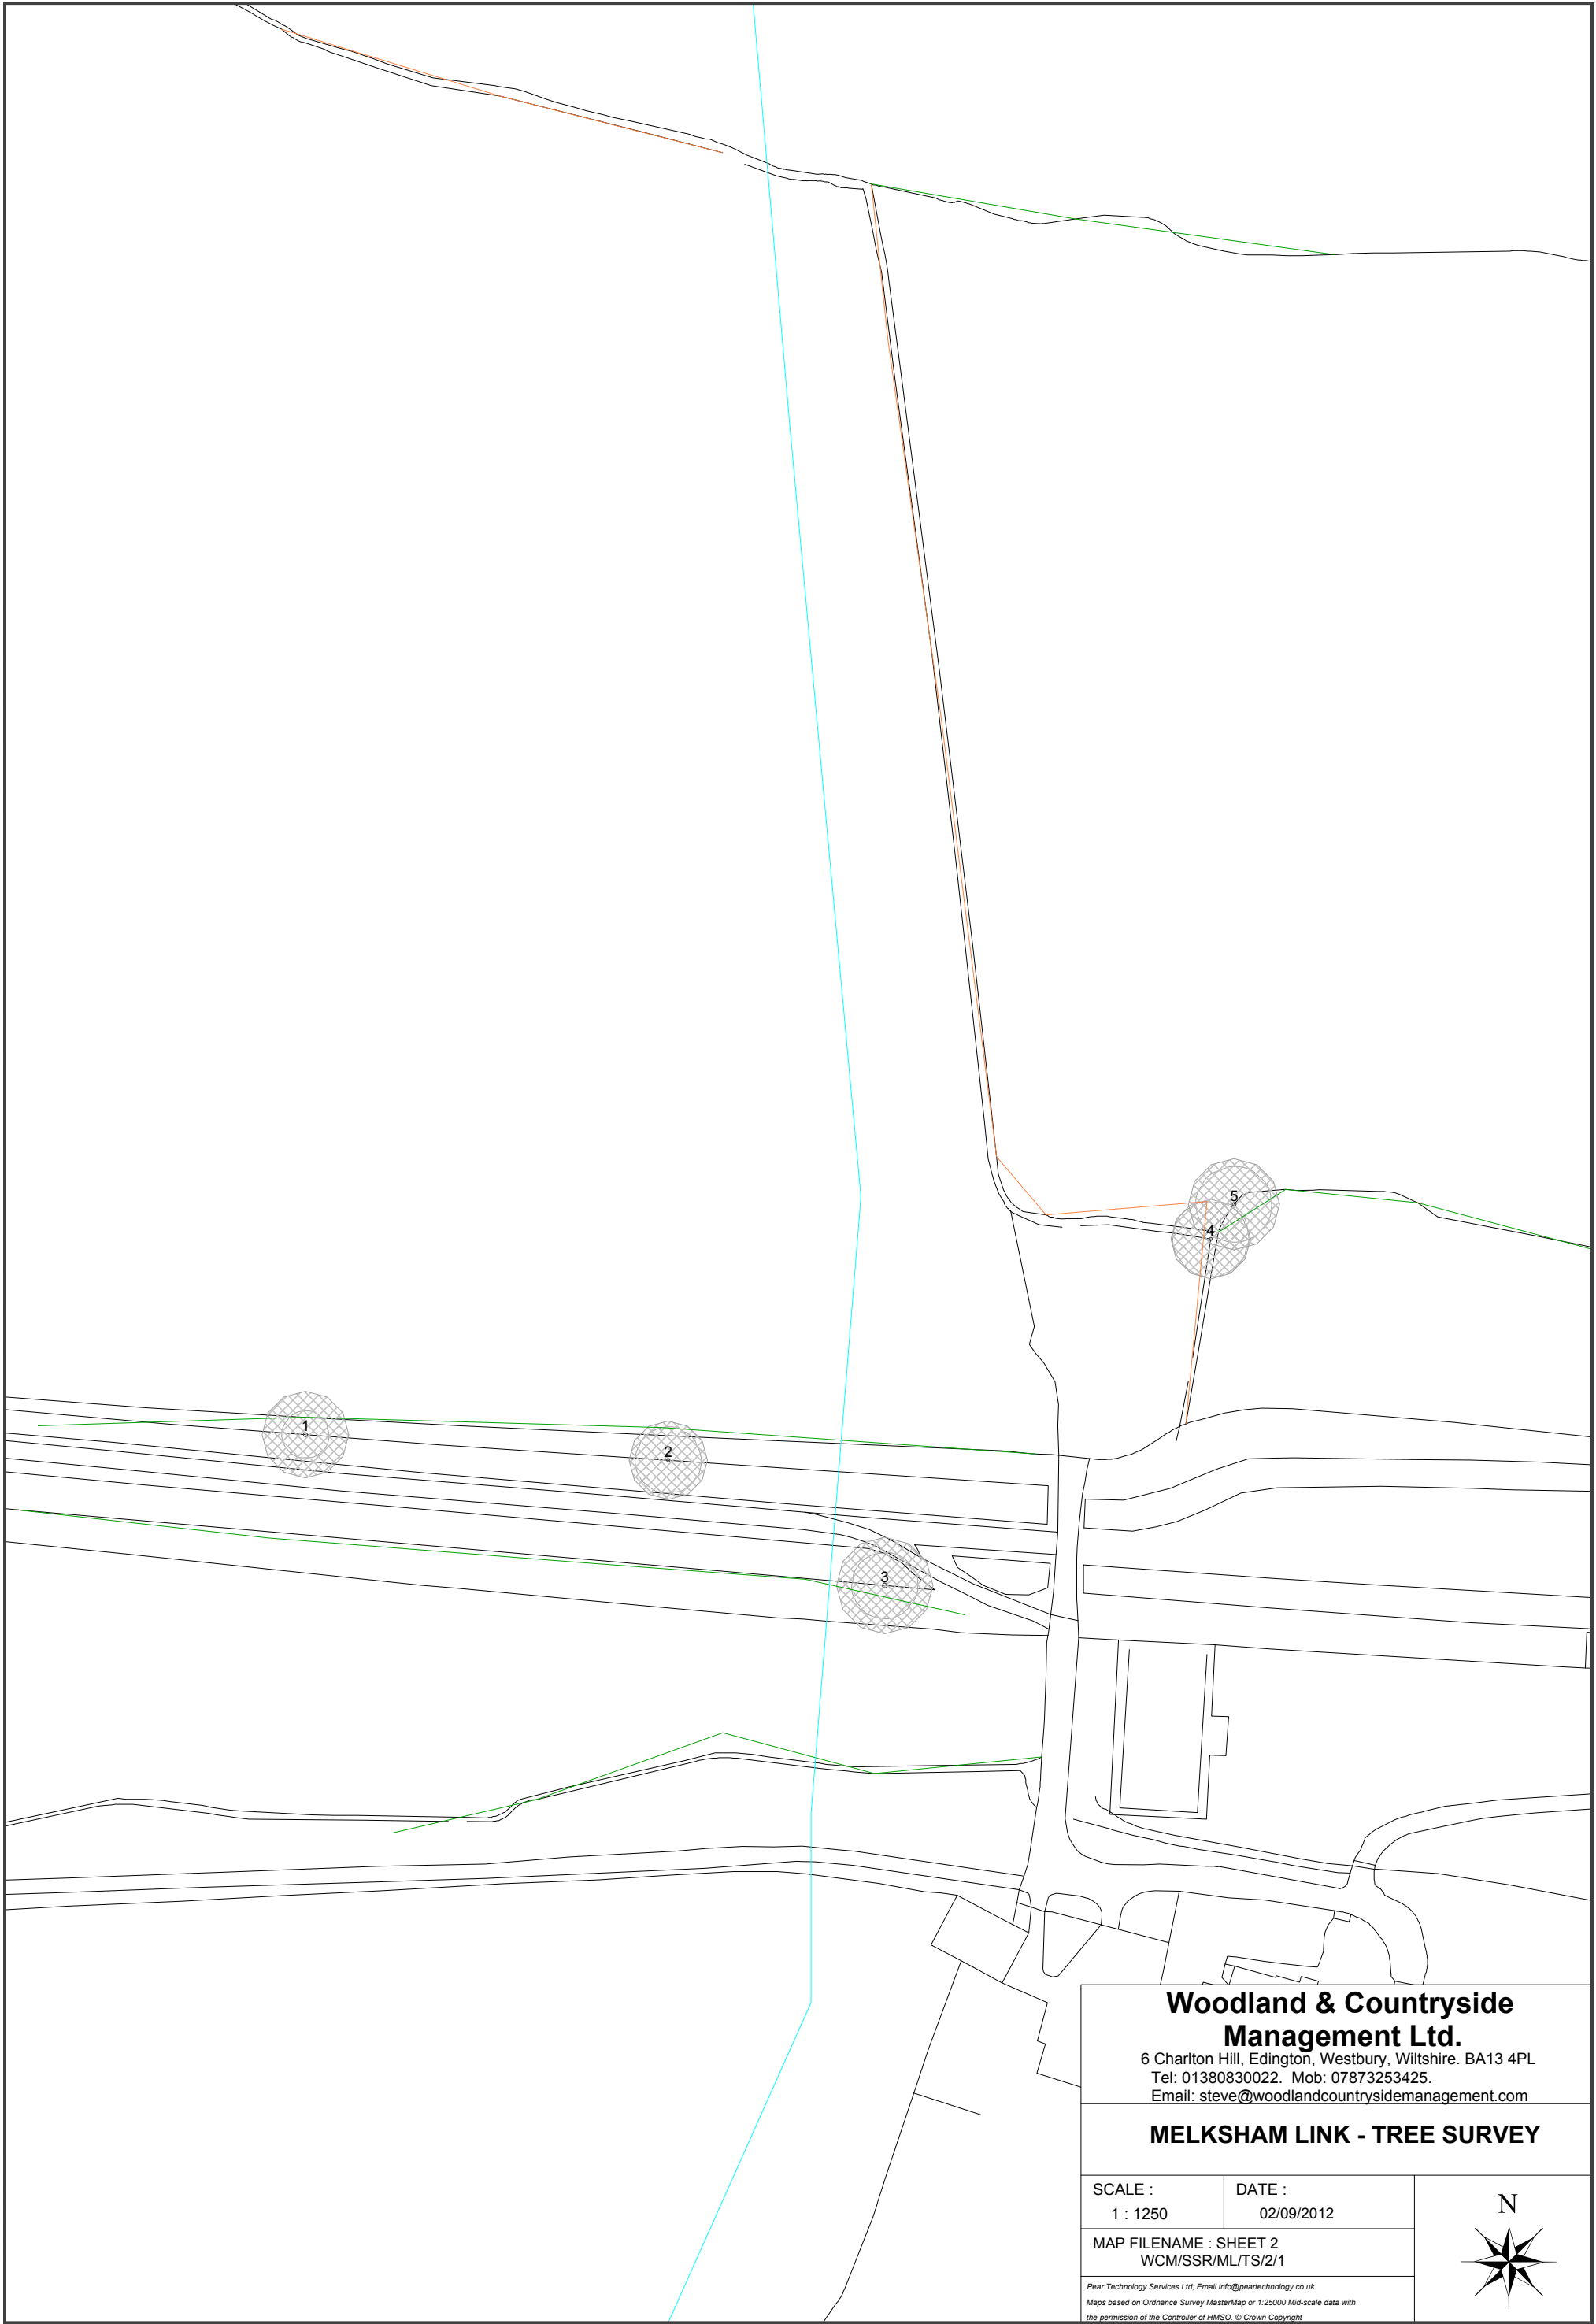 5
4
1
2
3
Woodland & Countryside
Management Ltd.
6 Charlton Hill, Edington, Westbury, Wiltshire. BA13 4PL
Tel: 01380830022. Mob: 07873253425.
Email: steve@woodlandcountrysidemanagement.com
MELKSHAM LINK - TREE SURVEY
SCALE :
1 : 1250
DATE :
02/09/2012
N
MAP FILENAME : SHEET 2
WCM/SSR/ML/TS/2/1
Pear Technology Services Ltd; Email info@peartechnology.co.uk
Maps based on Ordnance Survey MasterMap or 1:25000 Mid-scale data with
the permission of the Controller of HMSO. © Crown Copyright